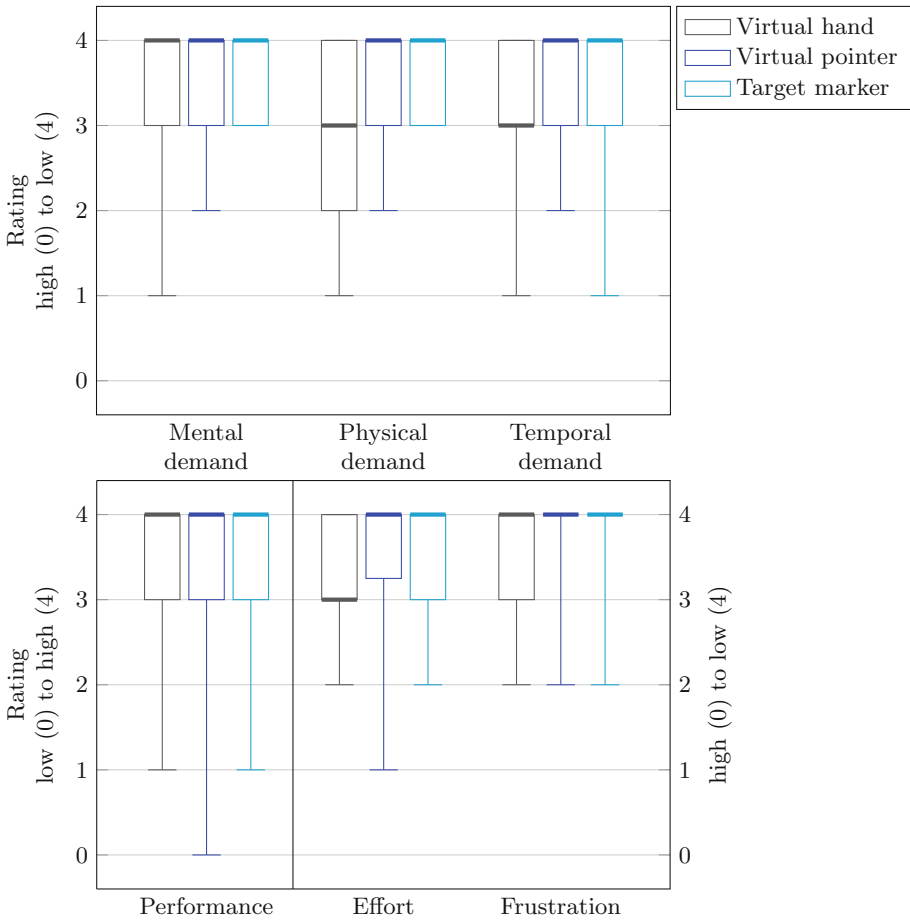 Virtual hand
Virtual pointer
Target marker
Rating
high (0) to low (4)
4
3
2
1
0
Mental
demand
Physical
demand
Temporal
demand
Rating
low (0) to high (4)
4
3
2
1
0
4
3
2
1
0
high (0) to low (4)
Performance
Effort
Frustration